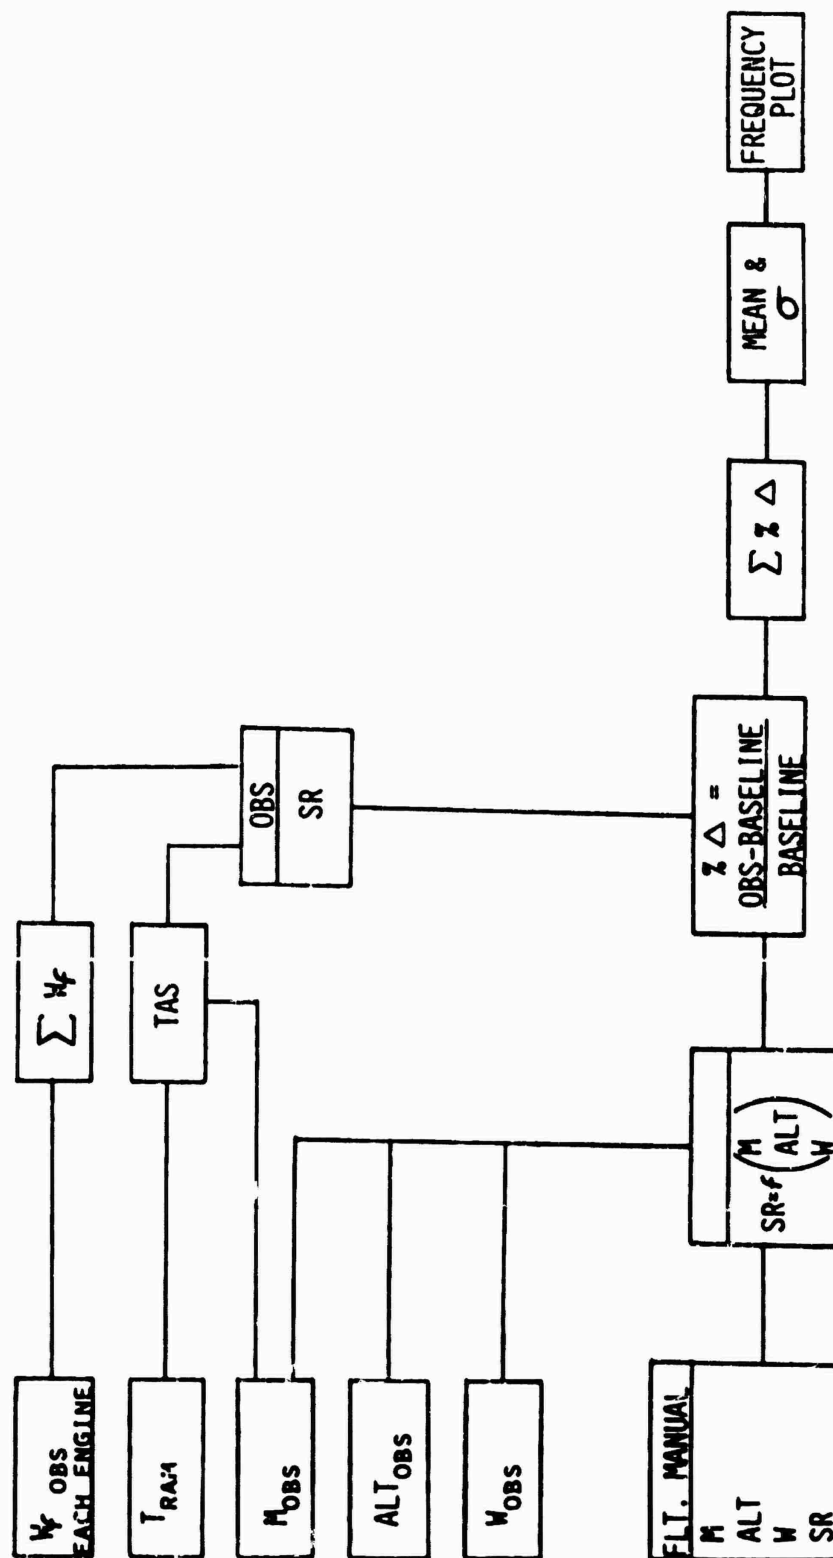 W_f OBS
EACH ENGINE
Σ W_f
T_RAM
TAS
M_OBS
OBS
SR
ALT_OBS
W_OBS
FLT. MANUAL
M
ALT
W
SR
SR=f(M
ALT
W
% Δ =
OBS-BASELINE
BASELINE
Σ % Δ
MEAN &
σ
FREQUENCY
PLOT